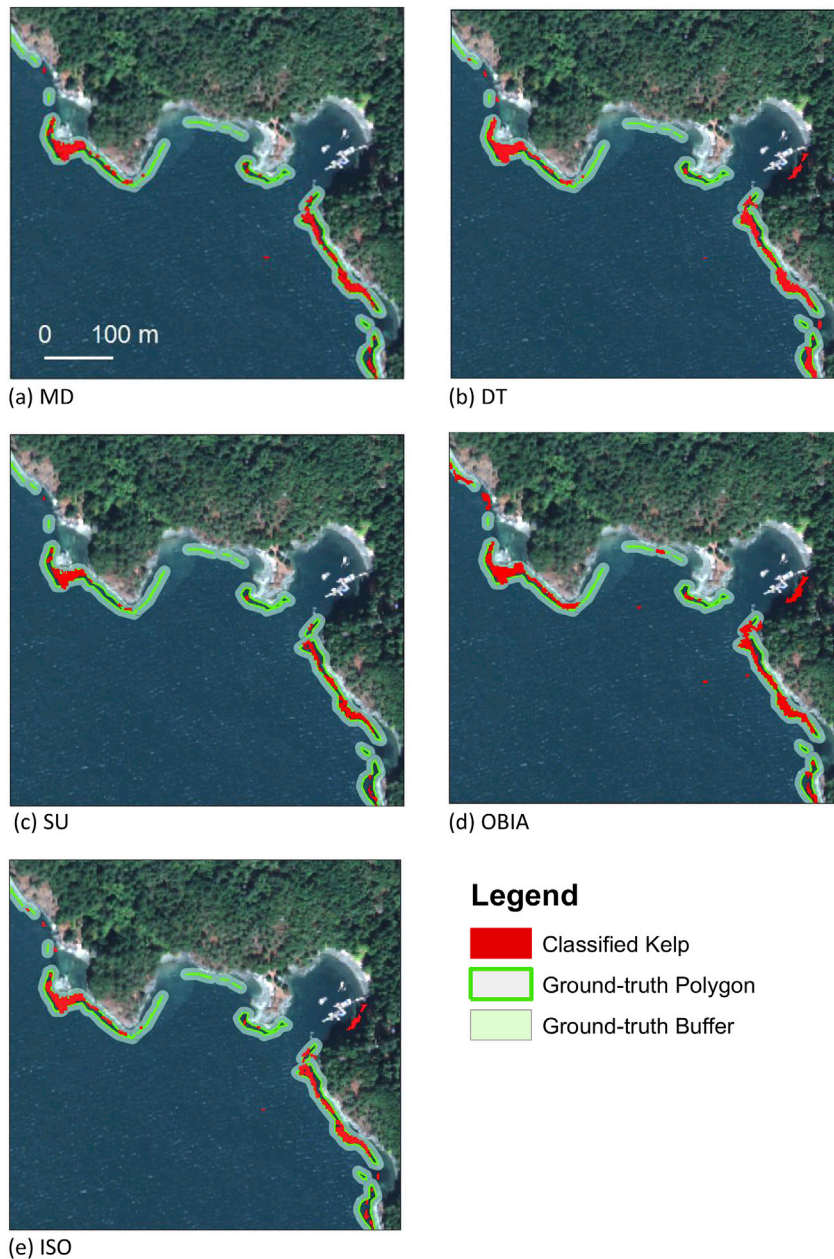 0 100 m
(a) MD
(b) DT
(c) SU
(d) OBIA
(e) ISO
Legend
Classified Kelp
Ground-truth Polygon
Ground-truth Buffer